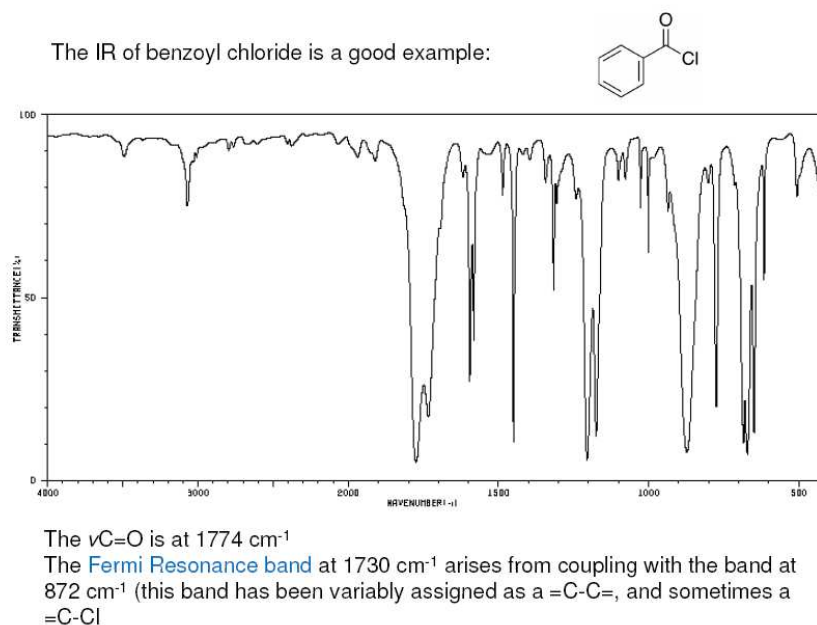 The IR of benzoyl chloride is a good example:
O
Cl
100
50
0
TRANSMITTANCE(%)
4000 3000 2000 1500 1000 500
The νC=O is at 1774 cm-1
The Fermi Resonance band at 1730 cm-1 arises from coupling with the band at
872 cm-1 (this band has been variably assigned as a =C-C=, and sometimes a
=C-Cl